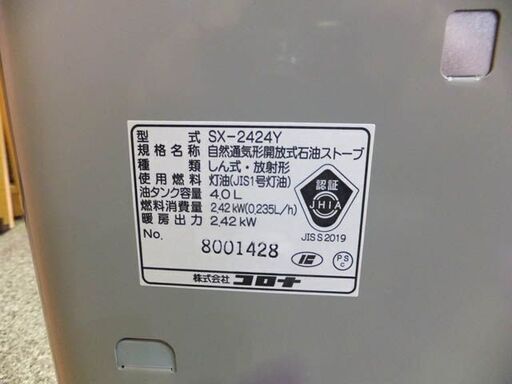 型式 SX-2424Y
規格名称 自然通気形開放式石油ストーブ
種類 しん式・放射形
使用燃料 灯油(JIS1号灯油)
油タンク容量 4.0L
燃料消費量 2.42kW(0.235L/h)
暖房出力 2.42kW
No. 8001428
認証
JHIA
JIS S 2019
PS
C
株式会社 コロナ